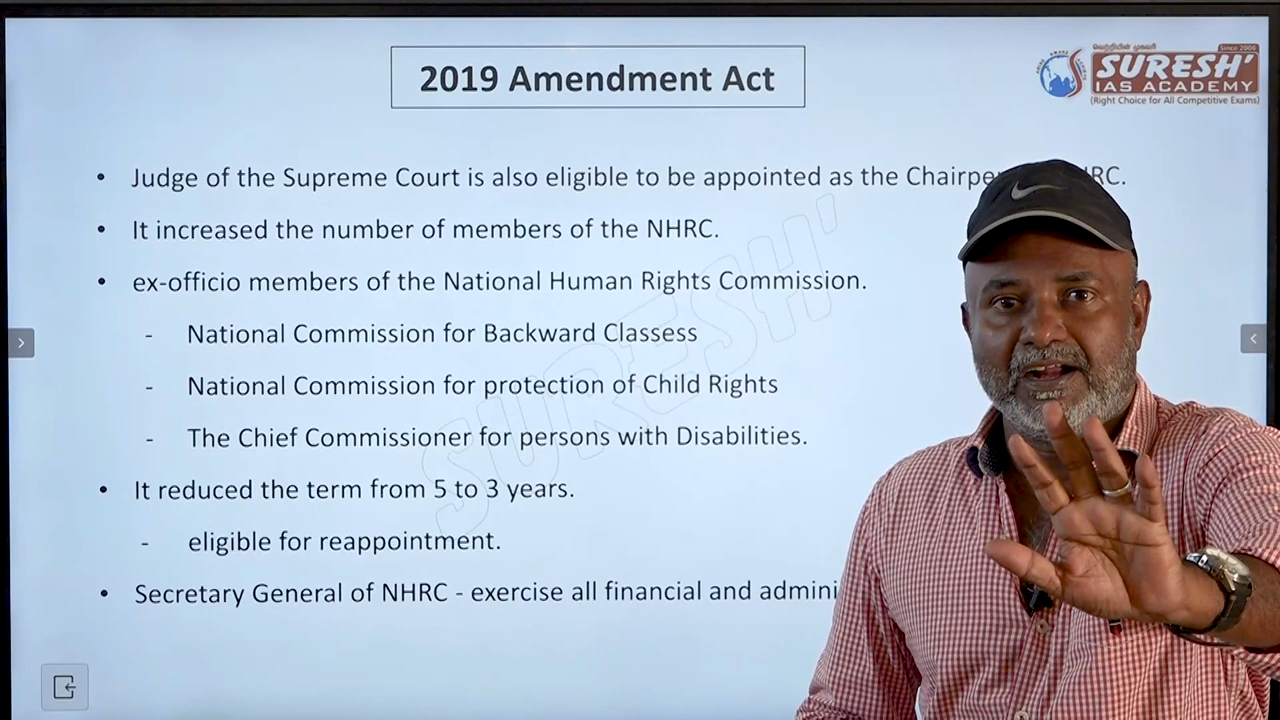 2019 Amendment Act
வெற்றியின் முகவரி
Since 2006
SURESH'
IAS ACADEMY
(Right Choice for All Competitive Exams)
• Judge of the Supreme Court is also eligible to be appointed as the Chairpe RC.
• It increased the number of members of the NHRC.
• ex-officio members of the National Human Rights Commission.
- National Commission for Backward Classess
- National Commission for protection of Child Rights
- The Chief Commissioner for persons with Disabilities.
• It reduced the term from 5 to 3 years.
- eligible for reappointment.
• Secretary General of NHRC - exercise all financial and admini
SURESH'